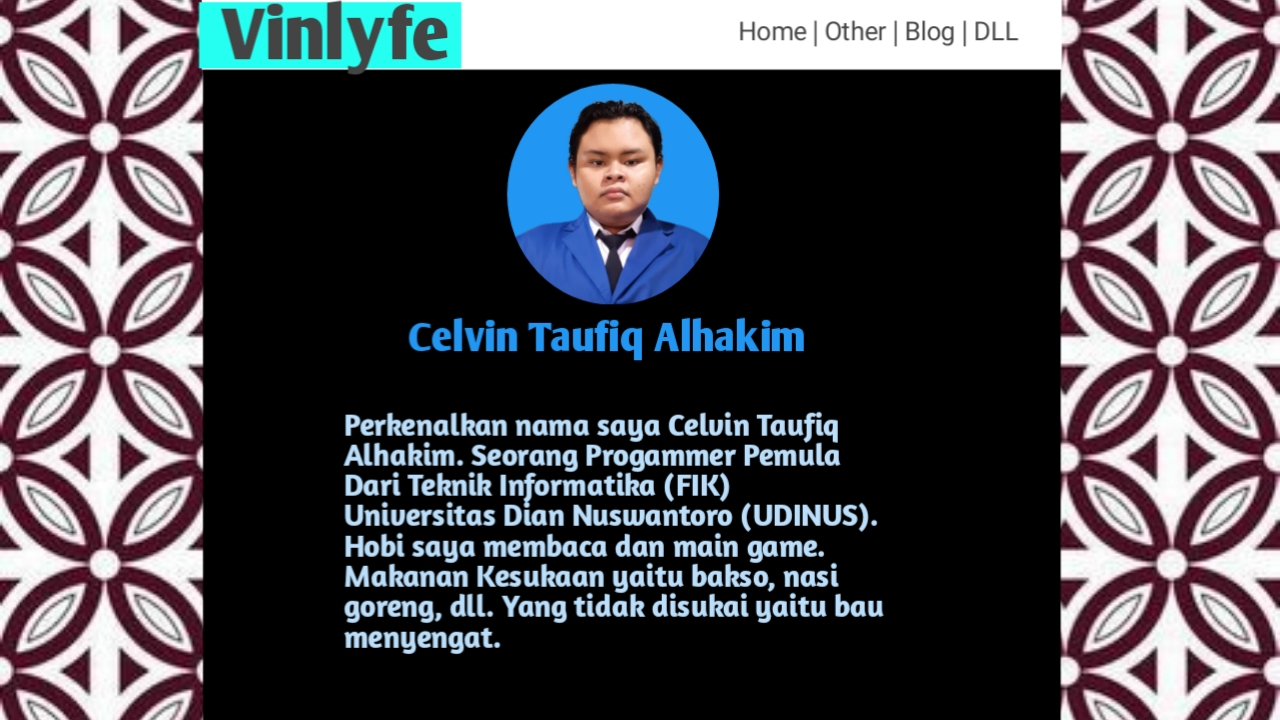 Vinlyfe
Home | Other | Blog | DLL
Celvin Taufiq Alhakim
Perkenalkan nama saya Celvin Taufiq
Alhakim. Seorang Progammer Pemula
Dari Teknik Informatika (FIK)
Universitas Dian Nuswantoro (UDINUS).
Hobi saya membaca dan main game.
Makanan Kesukaan yaitu bakso, nasi
goreng, dll. Yang tidak disukai yaitu bau
menyengat.